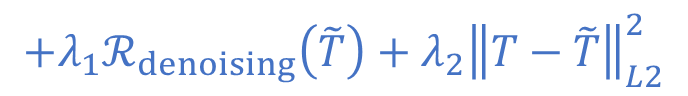 +λ₁ℛ_denoising(T̃) + λ₂‖T − T̃‖²_L2